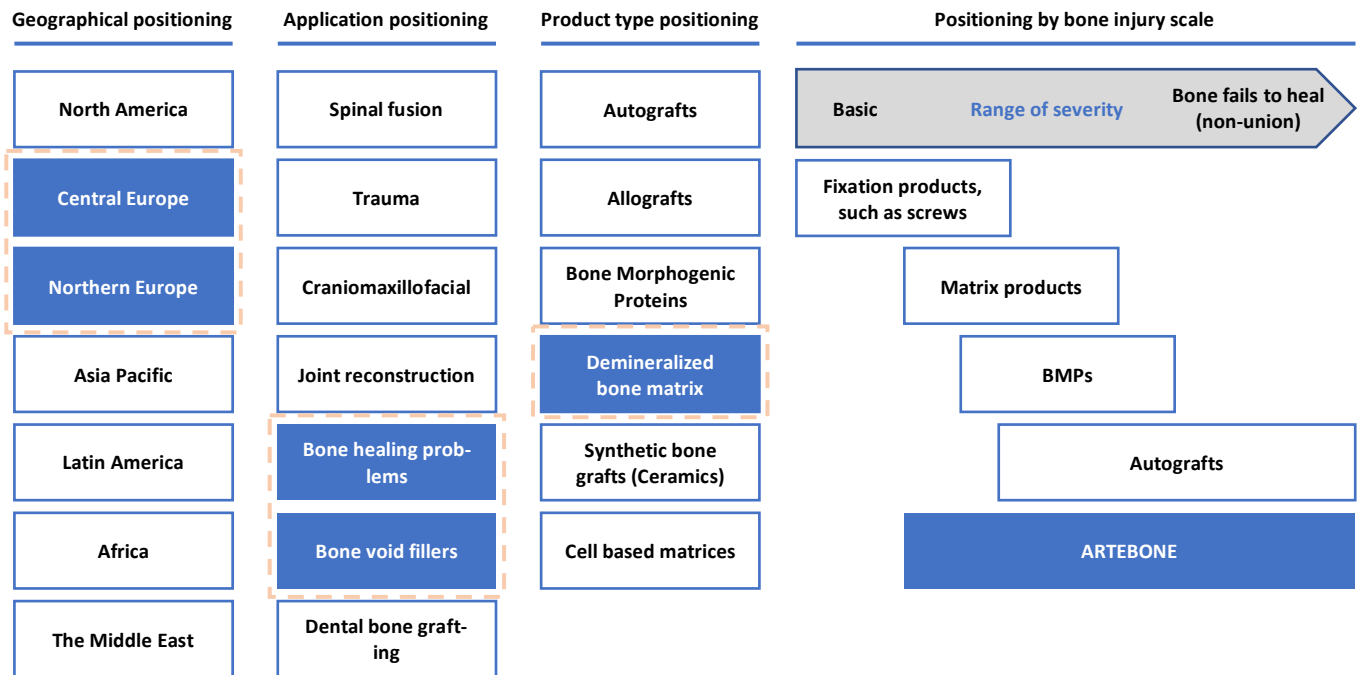 Geographical positioning
North America
Central Europe
Northern Europe
Asia Pacific
Latin America
Africa
The Middle East
Application positioning
Spinal fusion
Trauma
Craniomaxillofacial
Joint reconstruction
Bone healing prob-
lems
Bone void fillers
Dental bone graft-
ing
Product type positioning
Autografts
Allografts
Bone Morphogenic
Proteins
Demineralized
bone matrix
Synthetic bone
grafts (Ceramics)
Cell based matrices
Positioning by bone injury scale
Basic
Range of severity
Bone fails to heal
(non-union)
Fixation products,
such as screws
Matrix products
BMPs
Autografts
ARTEBONE